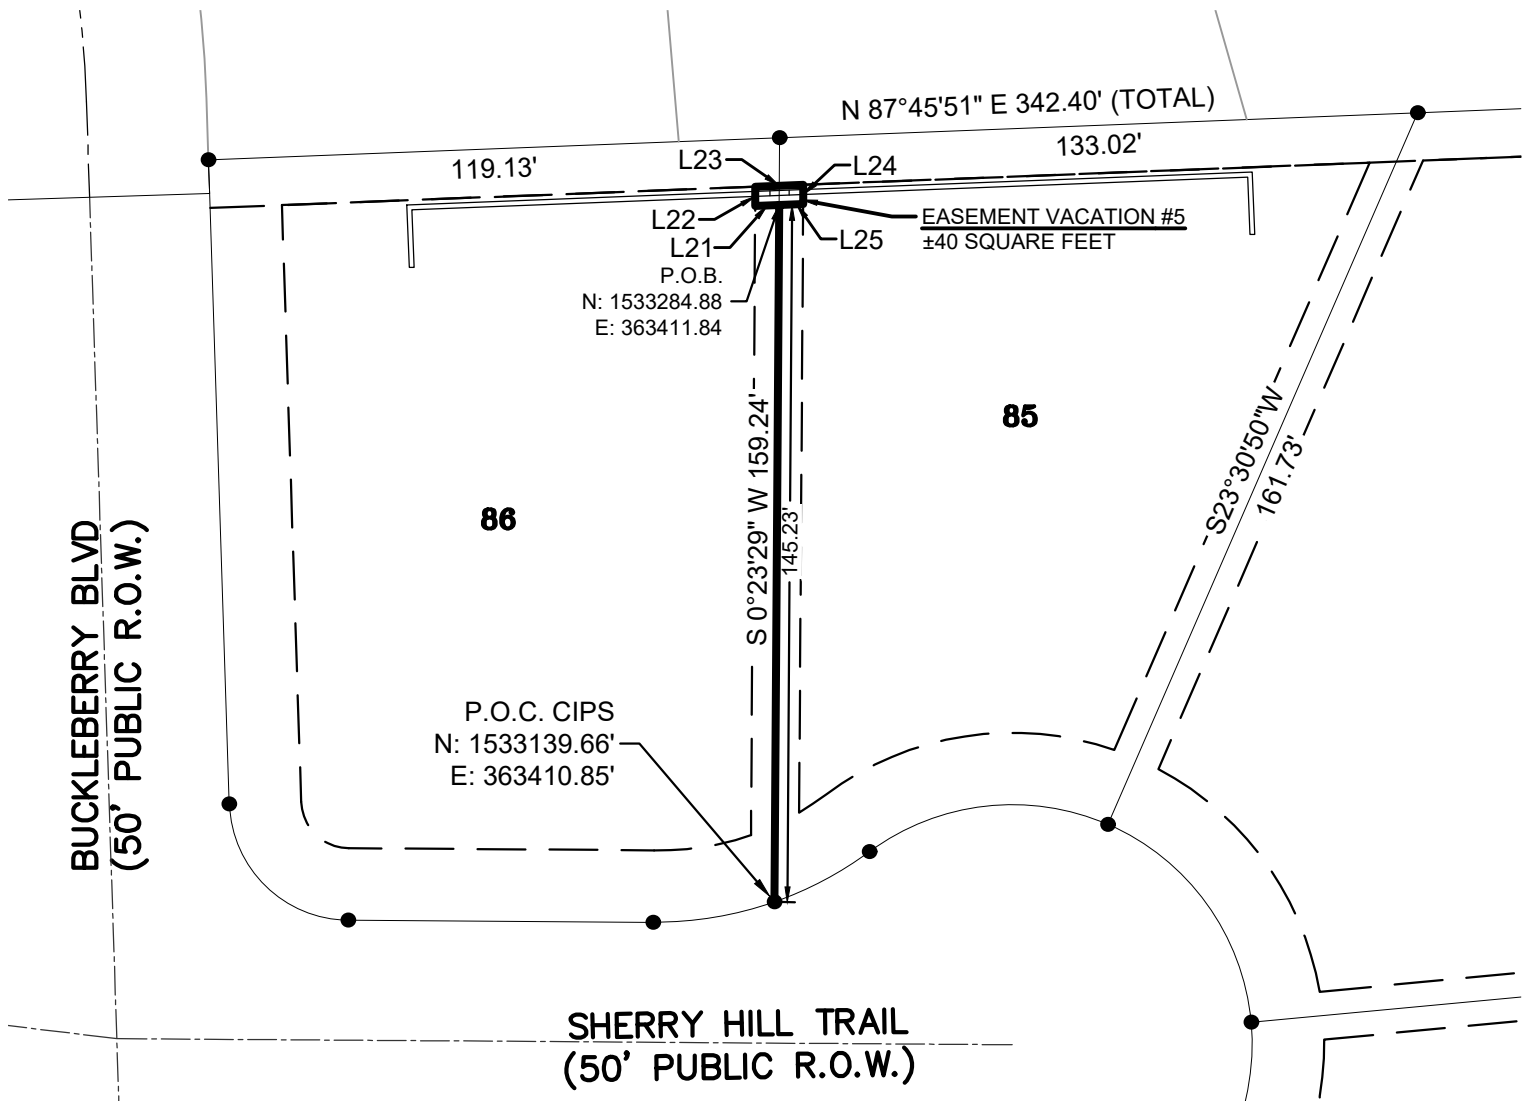 N 87°45'51" E 342.40' (TOTAL)
119.13'
133.02'
L23
L24
L22
L21
L25
EASEMENT VACATION #5
±40 SQUARE FEET
P.O.B.
N: 1533284.88
E: 363411.84
S 0°23'29" W 159.24'
145.23'
85
86
S23°30'50"W
161.73'
BUCKLEBERRY BLVD
(50' PUBLIC R.O.W.)
P.O.C. CIPS
N: 1533139.66'
E: 363410.85'
SHERRY HILL TRAIL
(50' PUBLIC R.O.W.)